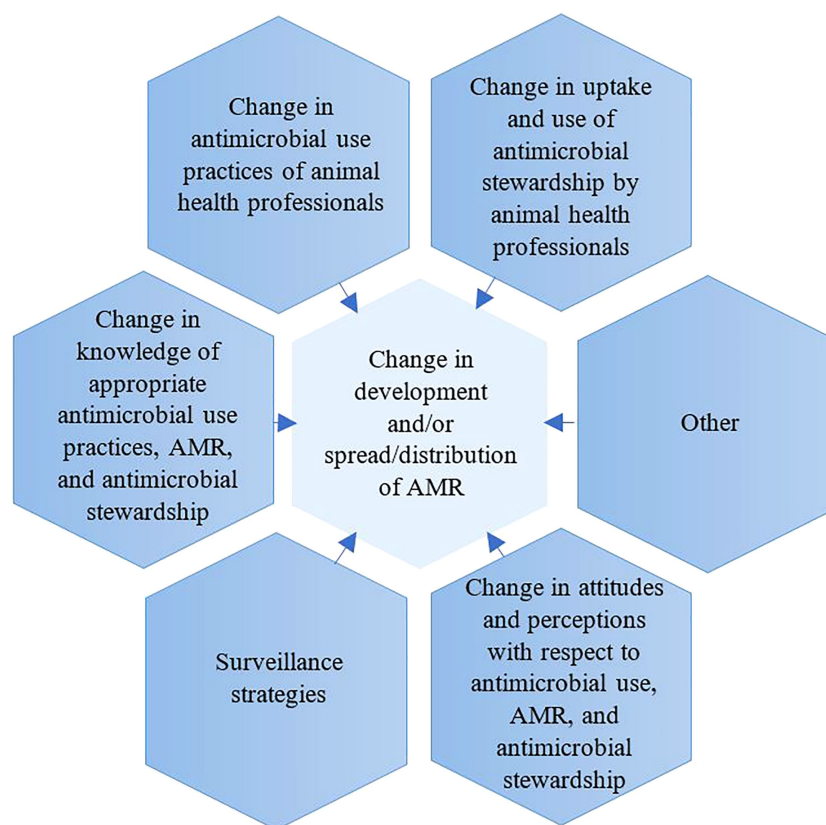 Change in
antimicrobial use
practices of animal
health professionals
Change in uptake
and use of
antimicrobial
stewardship by
animal health
professionals
Change in
knowledge of
appropriate
antimicrobial use
practices, AMR,
and antimicrobial
stewardship
Change in
development
and/or
spread/distribution
of AMR
Other
Surveillance
strategies
Change in attitudes
and perceptions
with respect to
antimicrobial use,
AMR, and
antimicrobial
stewardship